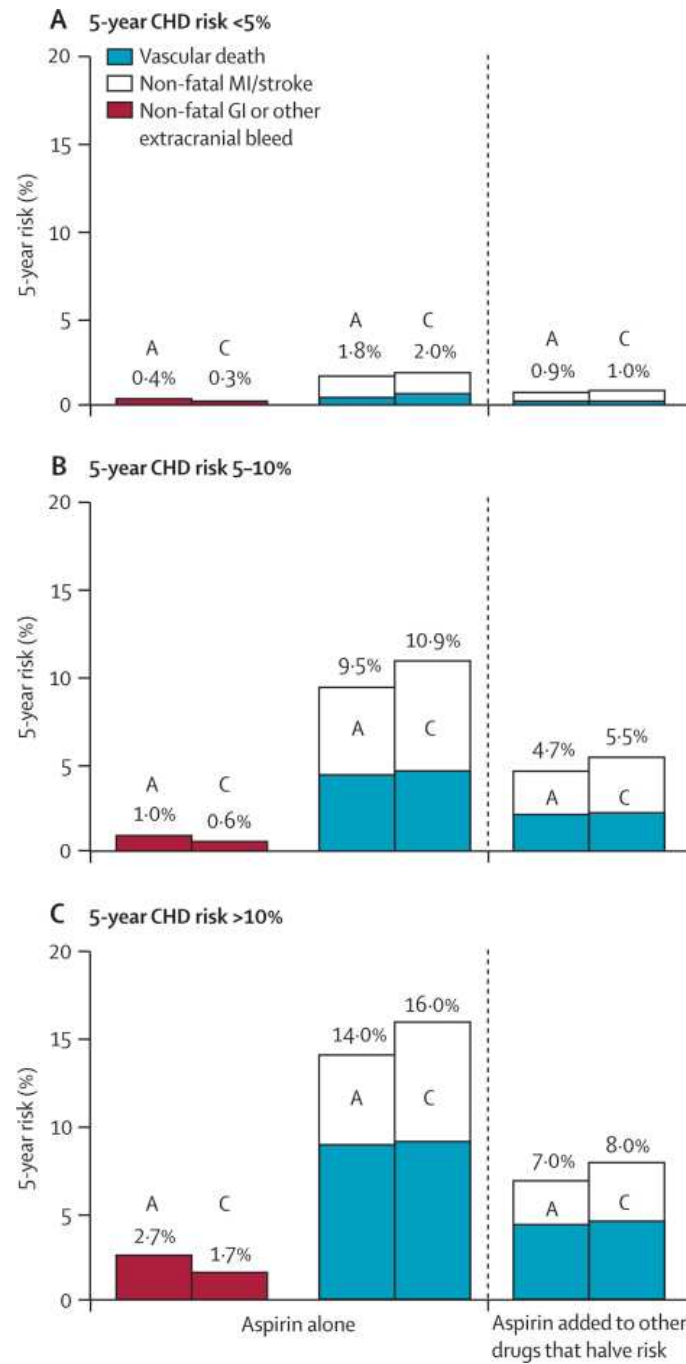 A 5-year CHD risk <5%
20
15
10
5
0
5-year risk (%)
Vascular death
Non-fatal MI/stroke
Non-fatal GI or other
extracranial bleed
A C
0·4% 0·3%
A C
1·8% 2·0%
A C
0·9% 1·0%
B 5-year CHD risk 5–10%
20
15
10
5
0
5-year risk (%)
A C
1·0% 0·6%
9·5% 10·9%
A C
4·7% 5·5%
A C
C 5-year CHD risk >10%
20
15
10
5
0
5-year risk (%)
A C
2·7% 1·7%
14·0% 16·0%
A C
7·0% 8·0%
A C
Aspirin alone
Aspirin added to other
drugs that halve risk